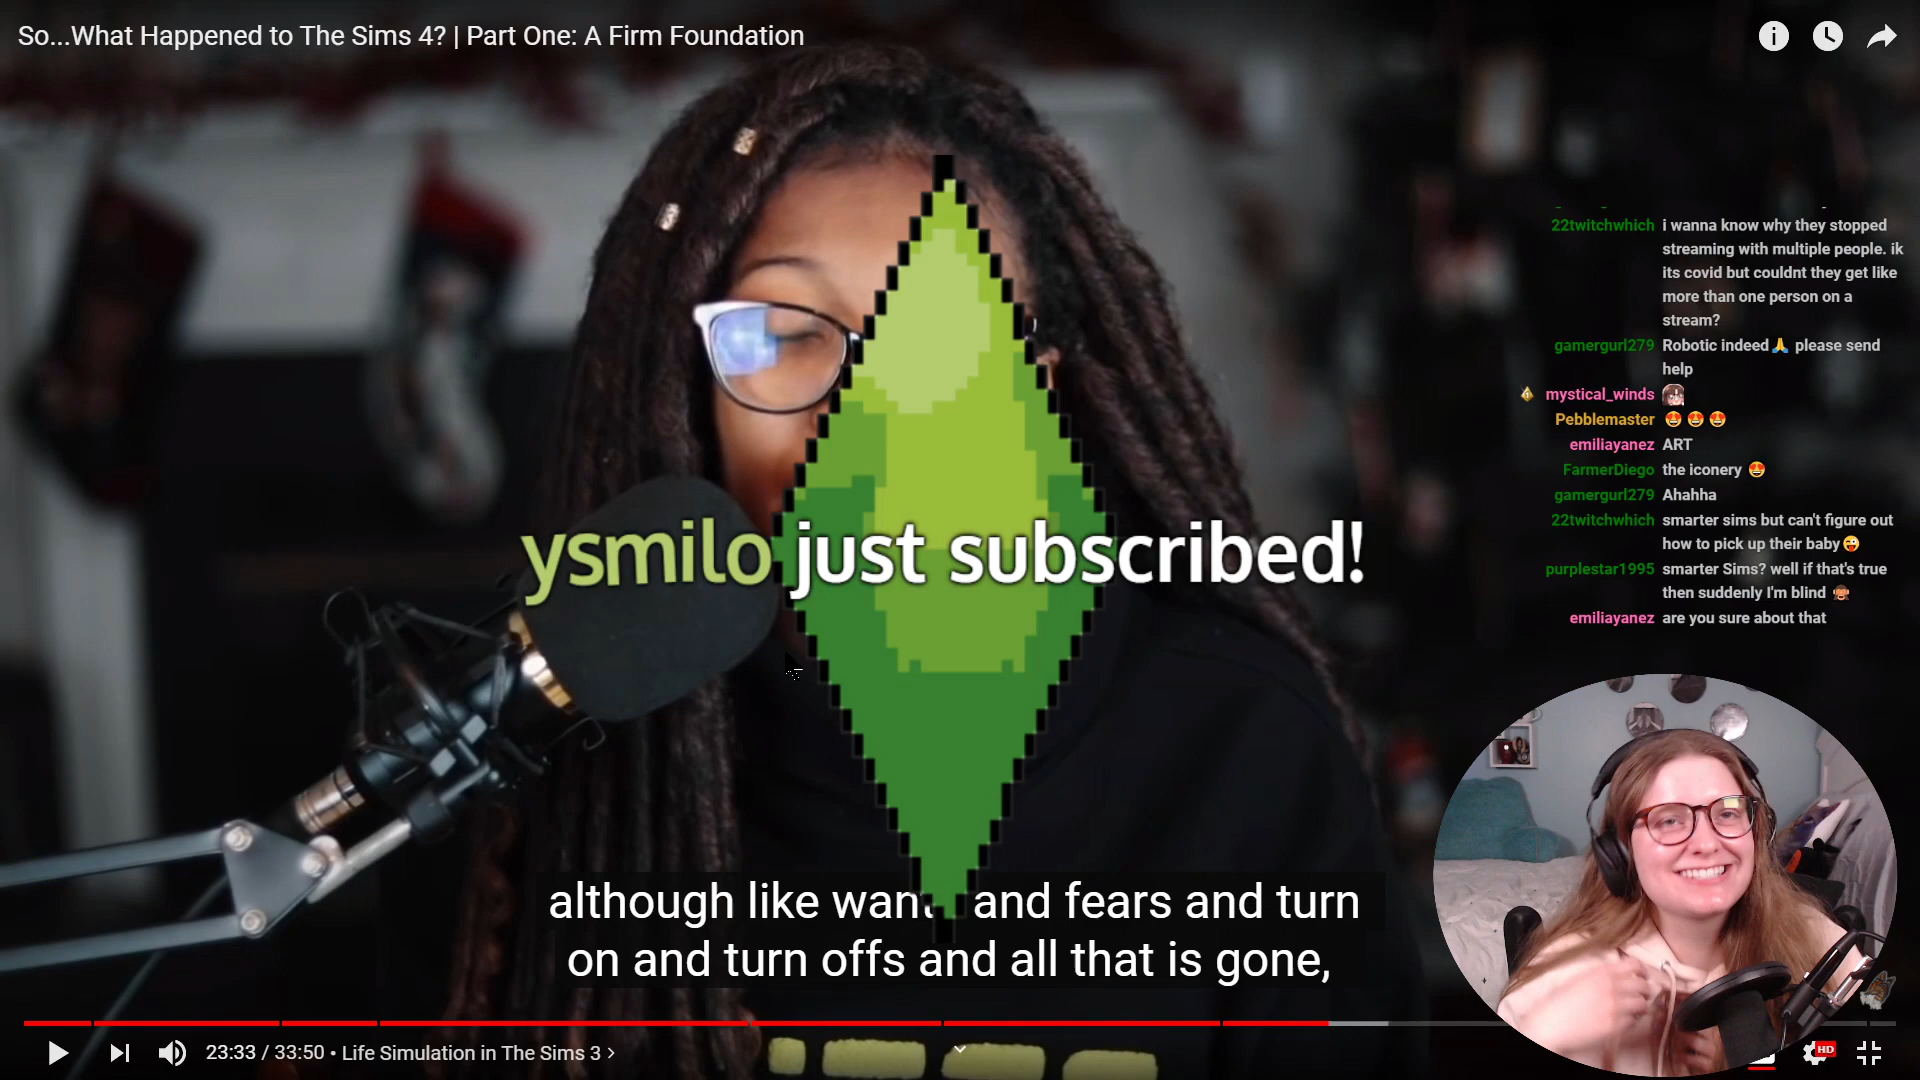 So...What Happened to The Sims 4? | Part One: A Firm Foundation
22twitchwhich i wanna know why they stopped
streaming with multiple people. ik
its covid but couldnt they get like
more than one person on a
stream?
gamergurl279 Robotic indeed🙏 please send
help
mystical_winds
Pebblemaster 🤩 🤩 🤩
emiliayanez ART
FarmerDiego the iconery 🤩
gamergurl279 Ahahha
22twitchwhich smarter sims but can't figure out
how to pick up their baby😜
purplestar1995 smarter Sims? well if that's true
then suddenly I'm blind 🙈
emiliayanez are you sure about that
ysmilo just subscribed!
although like and fears and turn
on and turn offs and all that is gone,
23:33 / 33:50 • Life Simulation in The Sims 3 ›
HD